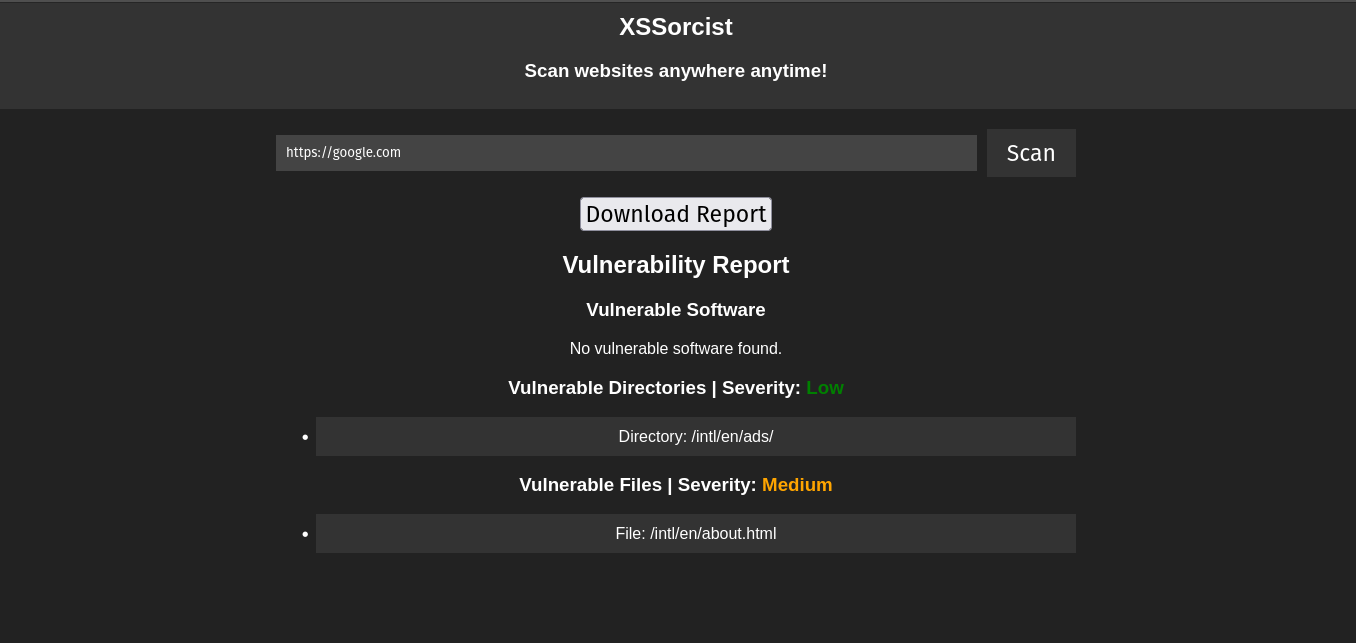 XSSorcist
Scan websites anywhere anytime!
https://google.com
Scan
Download Report
Vulnerability Report
Vulnerable Software
No vulnerable software found.
Vulnerable Directories | Severity: Low
Directory: /intl/en/ads/
Vulnerable Files | Severity: Medium
File: /intl/en/about.html